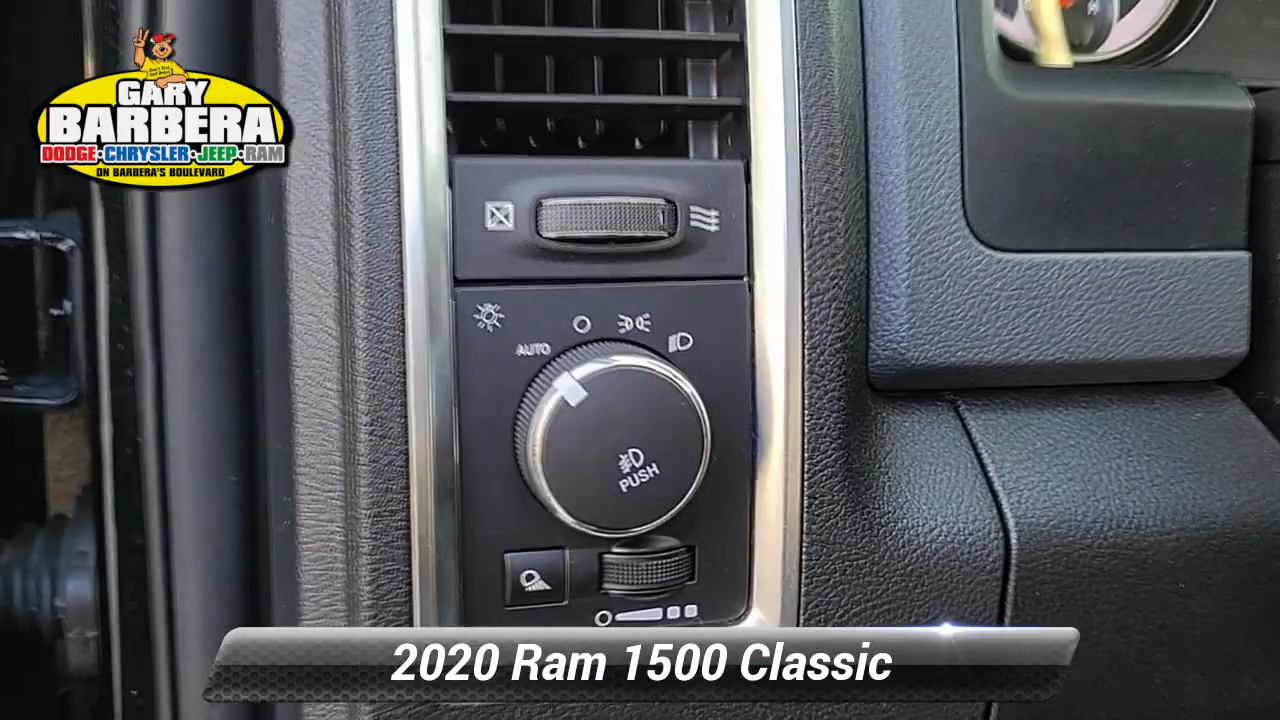 GARY
BARBERA
DODGE·CHRYSLER·JEEP·RAM
ON BARBERA'S BOULEVARD
AUTO
PUSH
2020 Ram 1500 Classic